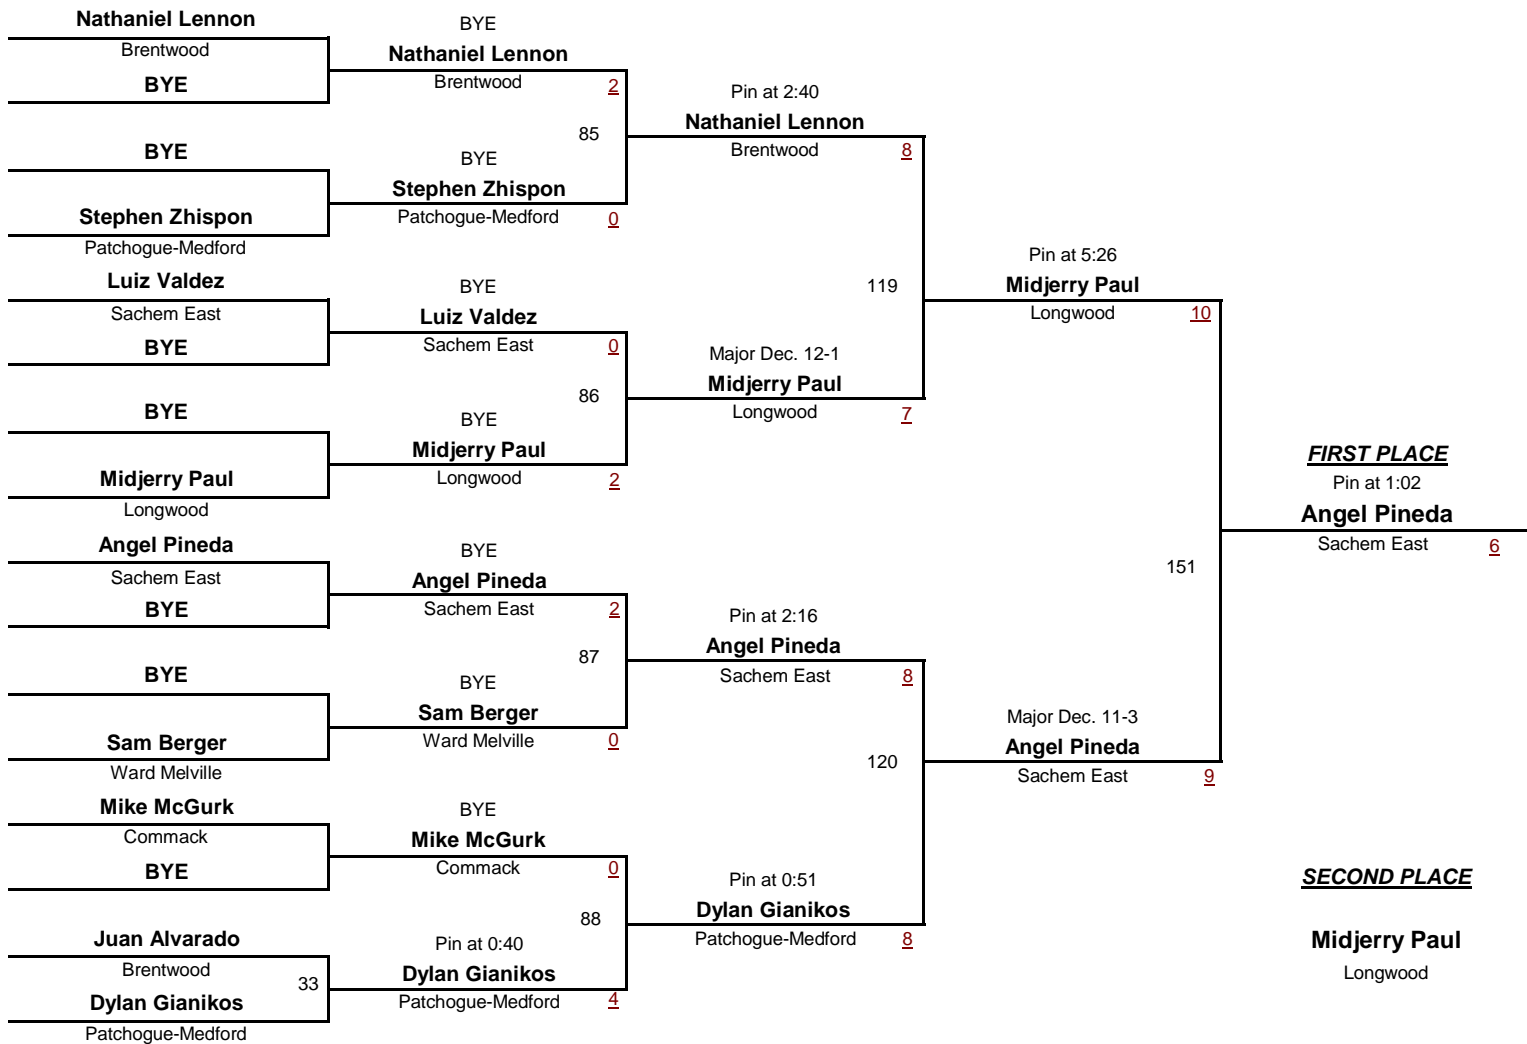 Nathaniel Lennon
Brentwood
BYE
BYE
Stephen Zhispon
Patchogue-Medford
Luiz Valdez
Sachem East
BYE
BYE
Midjerry Paul
Longwood
Angel Pineda
Sachem East
BYE
BYE
Sam Berger
Ward Melville
Mike McGurk
Commack
BYE
Juan Alvarado
Brentwood
33
Dylan Gianikos
Patchogue-Medford
BYE
Nathaniel Lennon
Brentwood 2
85
BYE
Stephen Zhispon
Patchogue-Medford 0
BYE
Luiz Valdez
Sachem East 0
86
BYE
Midjerry Paul
Longwood 2
BYE
Angel Pineda
Sachem East 2
87
BYE
Sam Berger
Ward Melville 0
BYE
Mike McGurk
Commack 0
88
Pin at 0:40
Dylan Gianikos
Patchogue-Medford 4
Pin at 2:40
Nathaniel Lennon
Brentwood 8
119
Major Dec. 12-1
Midjerry Paul
Longwood 7
Pin at 2:16
Angel Pineda
Sachem East 8
120
Pin at 0:51
Dylan Gianikos
Patchogue-Medford 8
Pin at 5:26
Midjerry Paul
Longwood 10
151
Major Dec. 11-3
Angel Pineda
Sachem East 9
FIRST PLACE
Pin at 1:02
Angel Pineda
Sachem East 6
SECOND PLACE
Midjerry Paul
Longwood